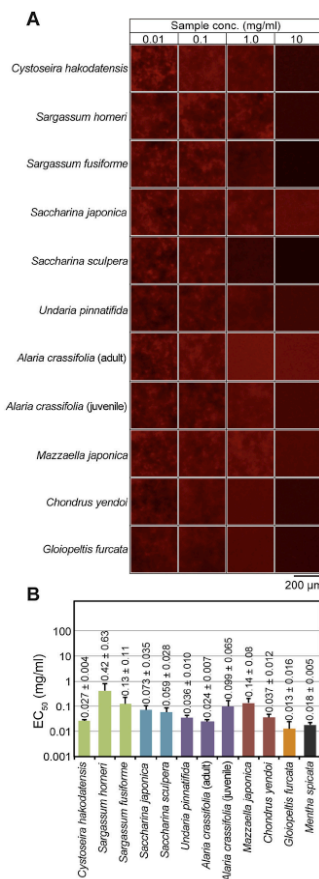 A
Sample conc. (mg/ml)
0.01 0.1 1.0 10
Cystoseira hakodatensis
Sargassum horneri
Sargassum fusiforme
Saccharina japonica
Saccharina sculpera
Undaria pinnatifida
Alaria crassifolia (adult)
Alaria crassifolia (juvenile)
Mazzaella japonica
Chondrus yendoi
Gloiopeltis furcata
200 μm
B
EC50 (mg/ml)
100
10
1
0.1
0.01
0.001
0.027 ± 0.004
0.42 ± 0.63
0.13 ± 0.11
0.073 ± 0.035
0.059 ± 0.028
0.036 ± 0.010
0.024 ± 0.007
0.099 ± 0.065
0.14 ± 0.08
0.037 ± 0.012
0.013 ± 0.016
0.018 ± 0.005
Cystoseira hakodatensis
Sargassum horneri
Sargassum fusiforme
Saccharina japonica
Saccharina sculpera
Undaria pinnatifida
Alaria crassifolia (adult)
Alaria crassifolia (juvenile)
Mazzaella japonica
Chondrus yendoi
Gloiopeltis furcata
Mentha spicata